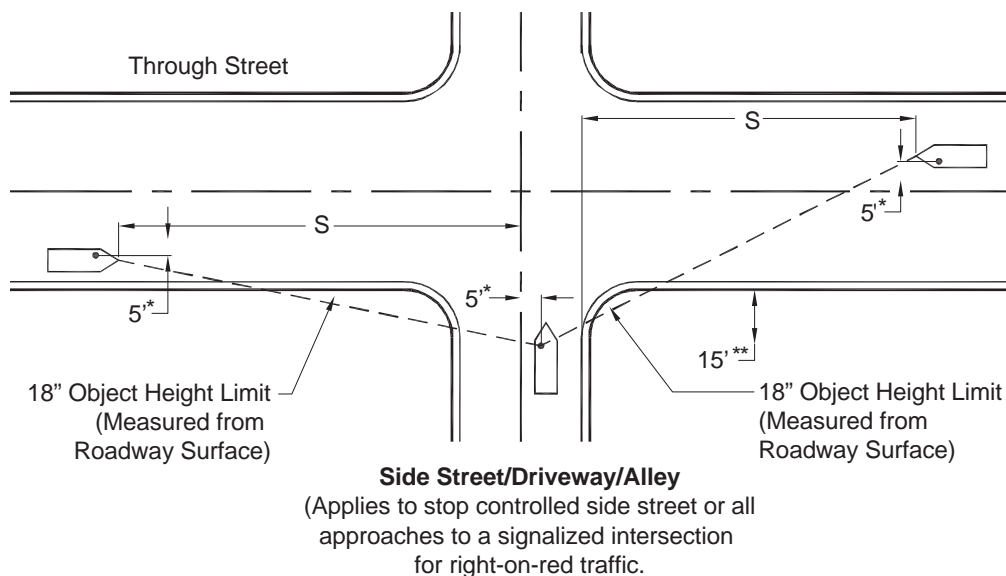 Through Street
S
5'*
S
5'*
5'*
15' **
18” Object Height Limit
(Measured from
Roadway Surface)
18” Object Height Limit
(Measured from
Roadway Surface)
Side Street/Driveway/Alley
(Applies to stop controlled side street or all
approaches to a signalized intersection
for right-on-red traffic.